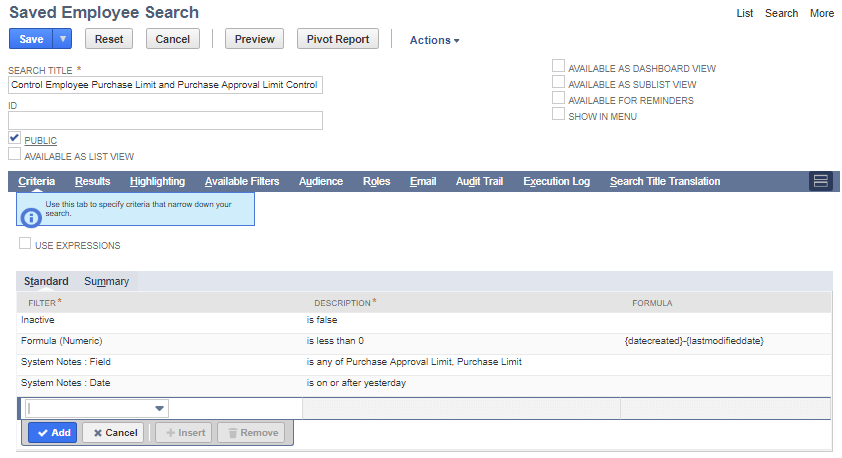 Saved Employee Search
List Search More
Save Reset Cancel Preview Pivot Report Actions
SEARCH TITLE *
Control Employee Purchase Limit and Purchase Approval Limit Control
ID
PUBLIC
AVAILABLE AS LIST VIEW
AVAILABLE AS DASHBOARD VIEW
AVAILABLE AS SUBLIST VIEW
AVAILABLE FOR REMINDERS
SHOW IN MENU
Criteria Results Highlighting Available Filters Audience Roles Email Audit Trail Execution Log Search Title Translation
Use this tab to specify criteria that narrow down your
search.
USE EXPRESSIONS
Standard Summary
FILTER * DESCRIPTION * FORMULA
Inactive is false
Formula (Numeric) is less than 0 {datecreated}-{lastmodifieddate}
System Notes : Field is any of Purchase Approval Limit, Purchase Limit
System Notes : Date is on or after yesterday
Add Cancel + Insert Remove